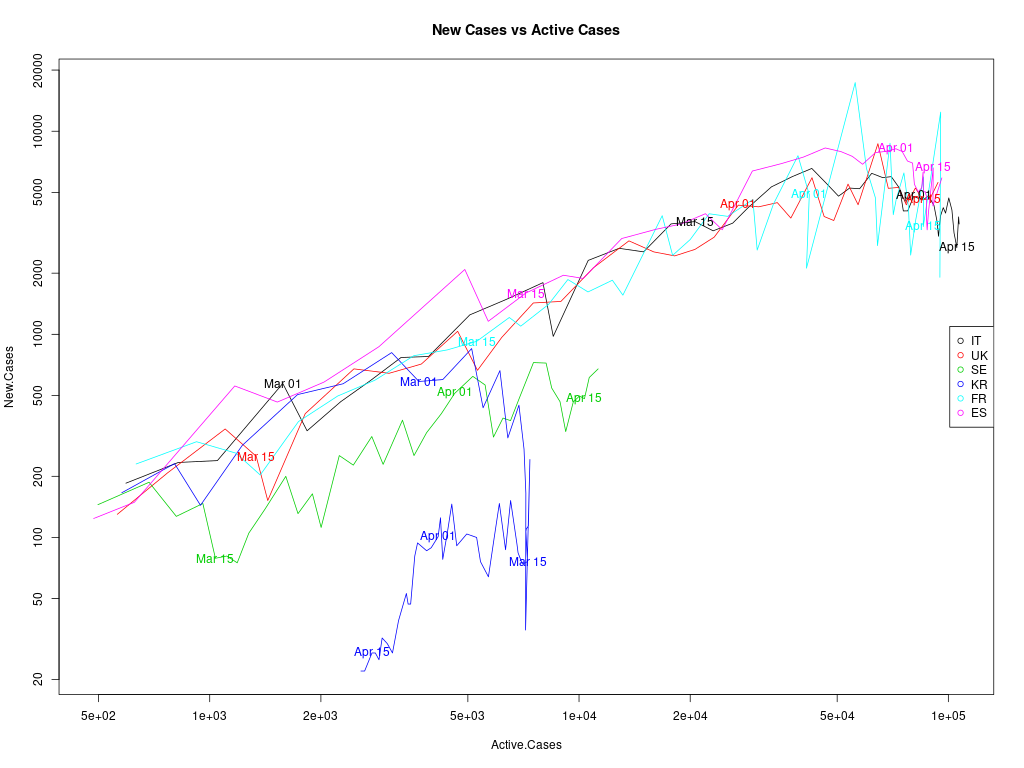 New Cases vs Active Cases
New.Cases
20000
10000
5000
2000
1000
500
200
100
50
20
Apr 01
Apr 15
Apr 01
Apr 01
Apr 15
Apr 01
Mar 15
Apr 15
Apr 15
Mar 15
Mar 15
Mar 01
Mar 01
Apr 01
Apr 15
Mar 15
Apr 01
Mar 15
Mar 15
Apr 15
IT
UK
SE
KR
FR
ES
5e+02
1e+03
2e+03
5e+03
1e+04
2e+04
5e+04
1e+05
Active.Cases